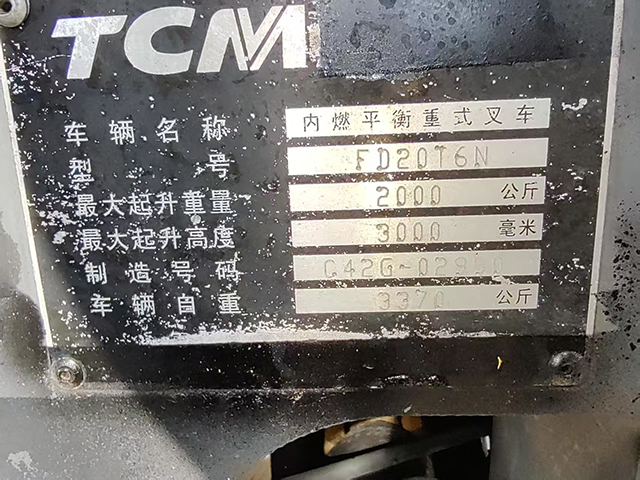 TCM
车辆名称 内燃平衡重式叉车
型号 FD20T6N
最大起升重量 2000 公斤
最大起升高度 3000 毫米
制造号码
车辆自重 3370 公斤